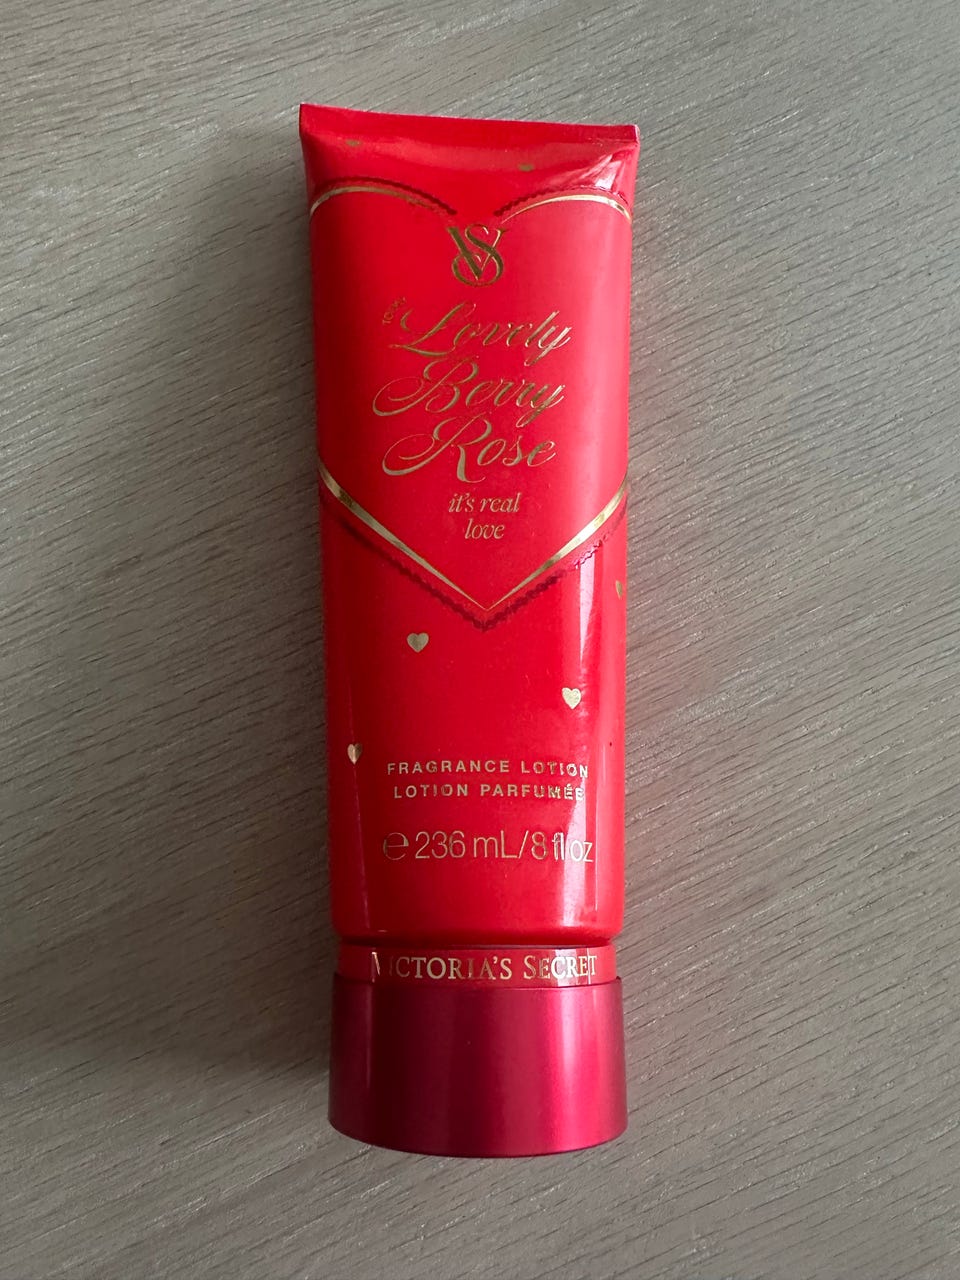 VS
Lovely
Berry
Rose
it's real
love
FRAGRANCE LOTION
LOTION PARFUMÉE
℮ 236 mL/8 fl oz
VICTORIA'S SECRET